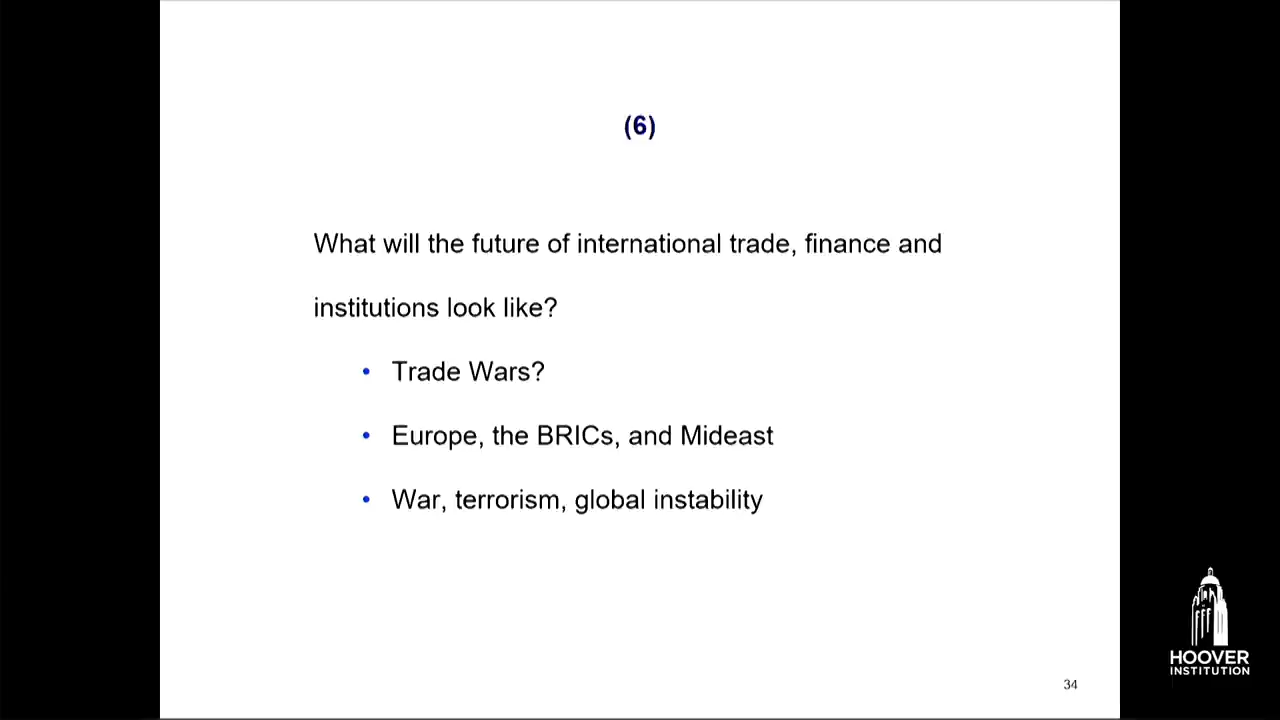 (6)
What will the future of international trade, finance and
institutions look like?
• Trade Wars?
• Europe, the BRICs, and Mideast
• War, terrorism, global instability
HOOVER
INSTITUTION
34